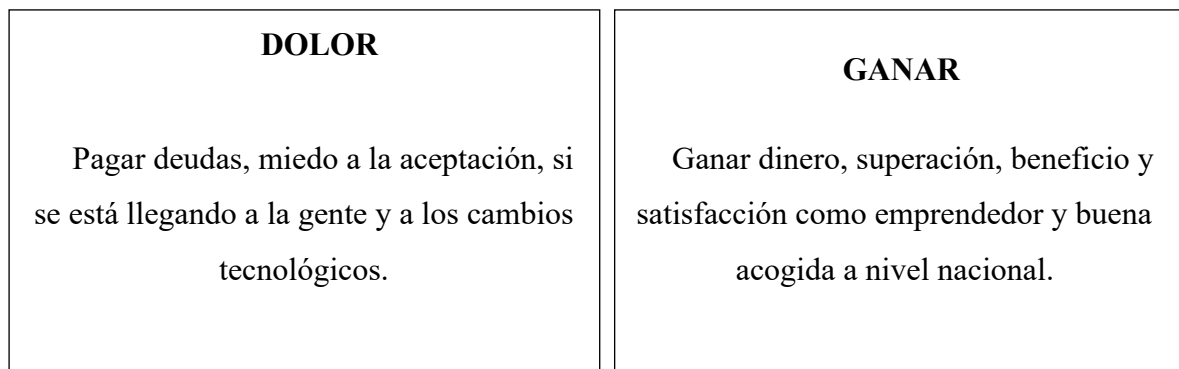 DOLOR
Pagar deudas, miedo a la aceptación, si
se está llegando a la gente y a los cambios
tecnológicos.
GANAR
Ganar dinero, superación, beneficio y
satisfacción como emprendedor y buena
acogida a nivel nacional.